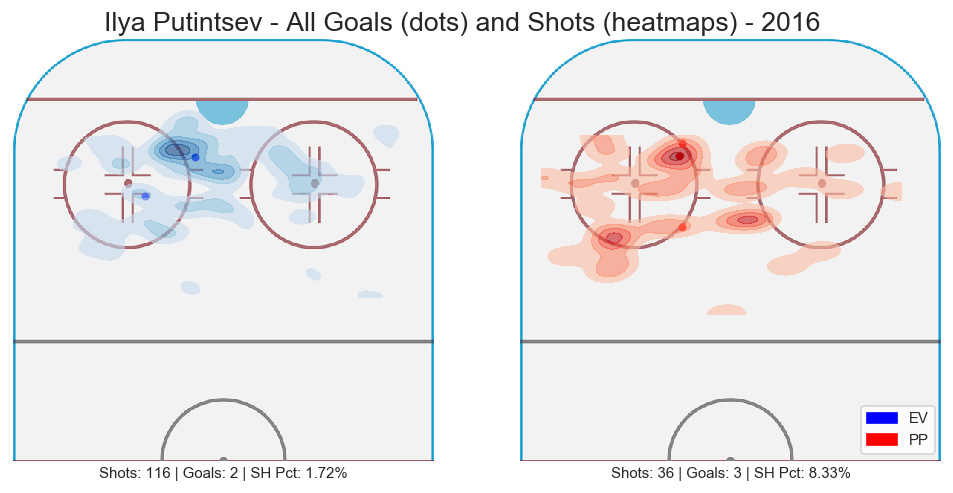 Ilya Putintsev - All Goals (dots) and Shots (heatmaps) - 2016
EV
PP
Shots: 116 | Goals: 2 | SH Pct: 1.72%
Shots: 36 | Goals: 3 | SH Pct: 8.33%